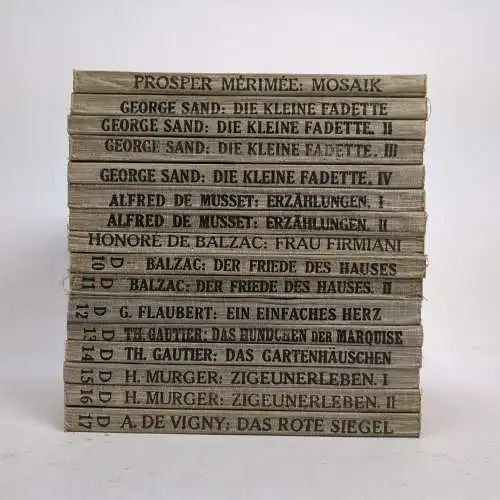 PROSPER MÉRIMÉE: MOSAIK
GEORGE SAND: DIE KLEINE FADETTE
GEORGE SAND: DIE KLEINE FADETTE. II
GEORGE SAND: DIE KLEINE FADETTE. III
GEORGE SAND: DIE KLEINE FADETTE. IV
ALFRED DE MUSSET: ERZÄHLUNGEN. I
ALFRED DE MUSSET: ERZÄHLUNGEN. II
HONORÉ DE BALZAC: FRAU FIRMIANI
D 10 BALZAC: DER FRIEDE DES HAUSES
D 11 BALZAC: DER FRIEDE DES HAUSES. II
D 12 G. FLAUBERT: EIN EINFACHES HERZ
D 13 TH. GAUTIER: DAS HÜNDCHEN DER MARQUISE
D 14 TH. GAUTIER: DAS GARTENHÄUSCHEN
D 15 H. MURGER: ZIGEUNERLEBEN. I
D 16 H. MURGER: ZIGEUNERLEBEN. II
D 17 A. DE VIGNY: DAS ROTE SIEGEL